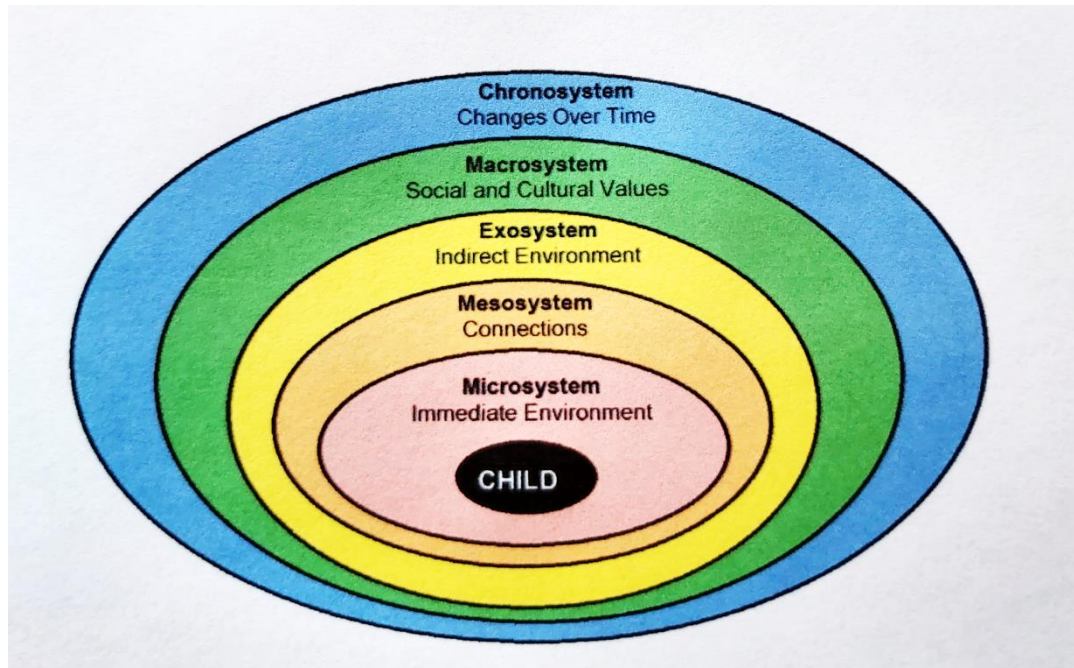 Chronosystem
Changes Over Time
Macrosystem
Social and Cultural Values
Exosystem
Indirect Environment
Mesosystem
Connections
Microsystem
Immediate Environment
CHILD